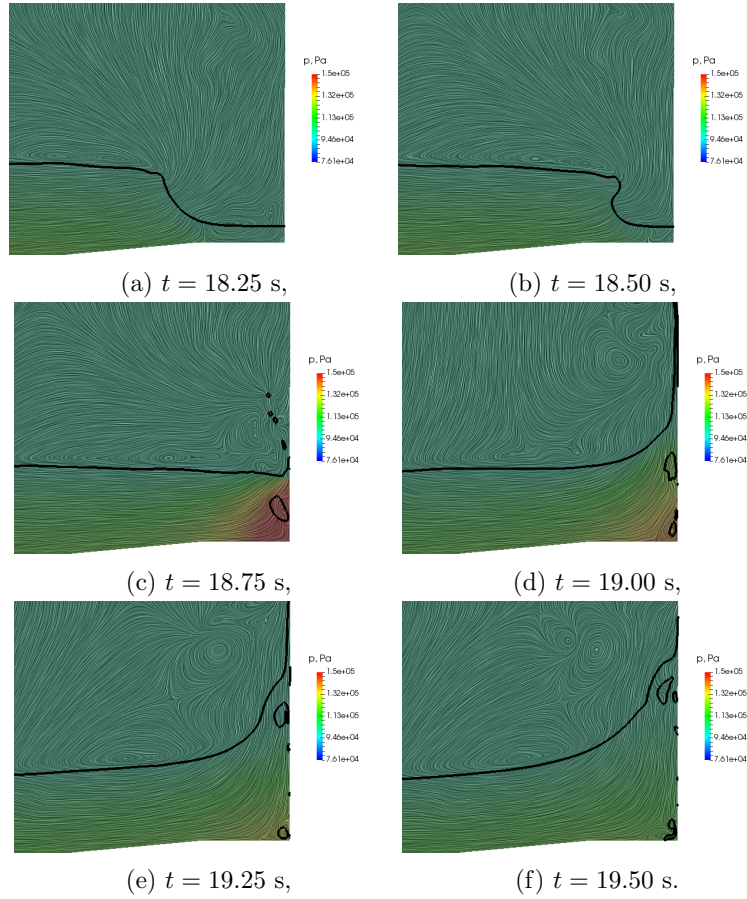 p, Pa
1.5e+05
1.32e+05
1.13e+05
9.46e+04
7.61e+04
p, Pa
1.5e+05
1.32e+05
1.13e+05
9.46e+04
7.61e+04
(a) t = 18.25 s,
(b) t = 18.50 s,
p, Pa
1.5e+05
1.32e+05
1.13e+05
9.46e+04
7.61e+04
p, Pa
1.5e+05
1.32e+05
1.13e+05
9.46e+04
7.61e+04
(c) t = 18.75 s,
(d) t = 19.00 s,
p, Pa
1.5e+05
1.32e+05
1.13e+05
9.46e+04
7.61e+04
p, Pa
1.5e+05
1.32e+05
1.13e+05
9.46e+04
7.61e+04
(e) t = 19.25 s,
(f) t = 19.50 s.